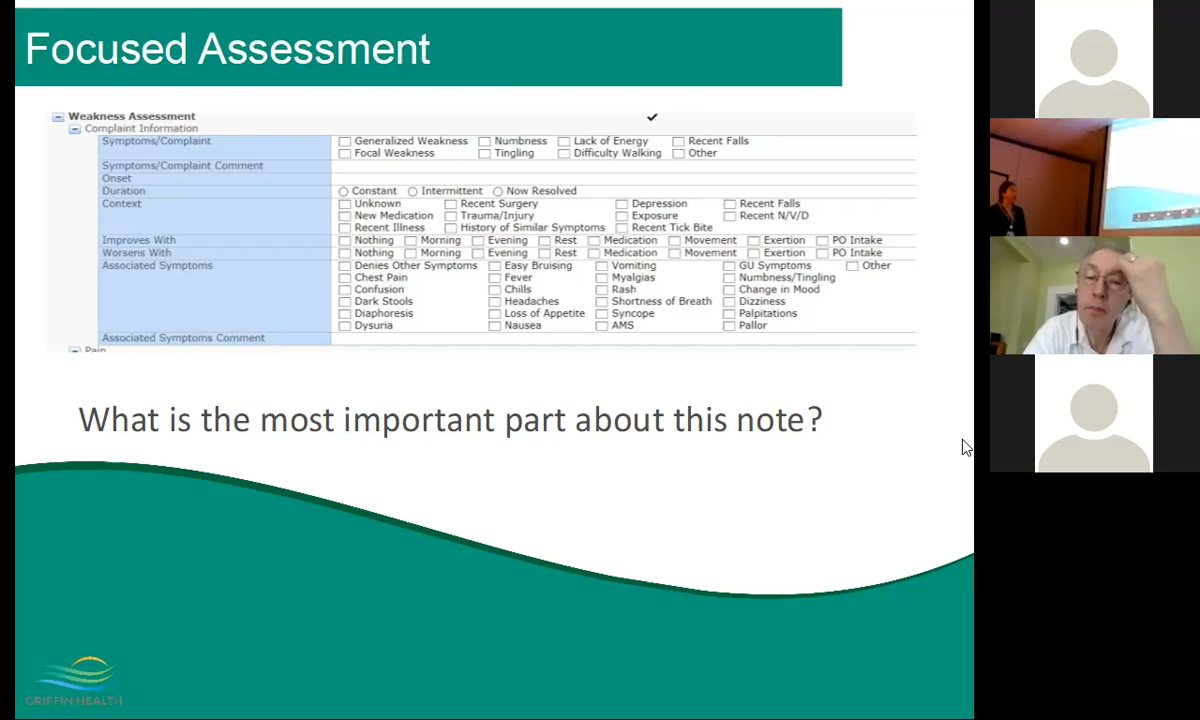 Focused Assessment
Weakness Assessment
Complaint Information
Symptoms/Complaint Generalized Weakness Numbness Lack of Energy Recent Falls
Focal Weakness Tingling Difficulty Walking Other
Symptoms/Complaint Comment
Onset
Duration Constant Intermittent Now Resolved
Context Unknown Recent Surgery Depression Recent Falls
New Medication Trauma/Injury Exposure Recent N/V/D
Recent Illness History of Similar Symptoms Recent Tick Bite
Improves With Nothing Morning Evening Rest Medication Movement Exertion PO Intake
Worsens With Nothing Morning Evening Rest Medication Movement Exertion PO Intake
Associated Symptoms Denies Other Symptoms Easy Bruising Vomiting GU Symptoms Other
Chest Pain Fever Myalgias Numbness/Tingling
Confusion Chills Rash Change in Mood
Dark Stools Headaches Shortness of Breath Dizziness
Diaphoresis Loss of Appetite Syncope Palpitations
Dysuria Nausea AMS Pallor
Associated Symptoms Comment
Pain
What is the most important part about this note?
GRIFFIN HEALTH